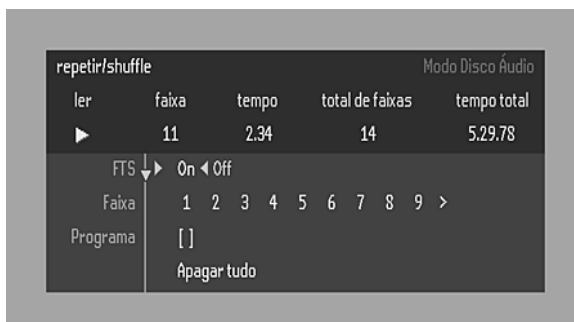 repetir/shuffle Modo Disco Áudio
ler faixa tempo total de faixas tempo total
11 2.34 14 5.29.78
FTS On Off
Faixa 1 2 3 4 5 6 7 8 9 >
Programa [ ]
Apagar tudo